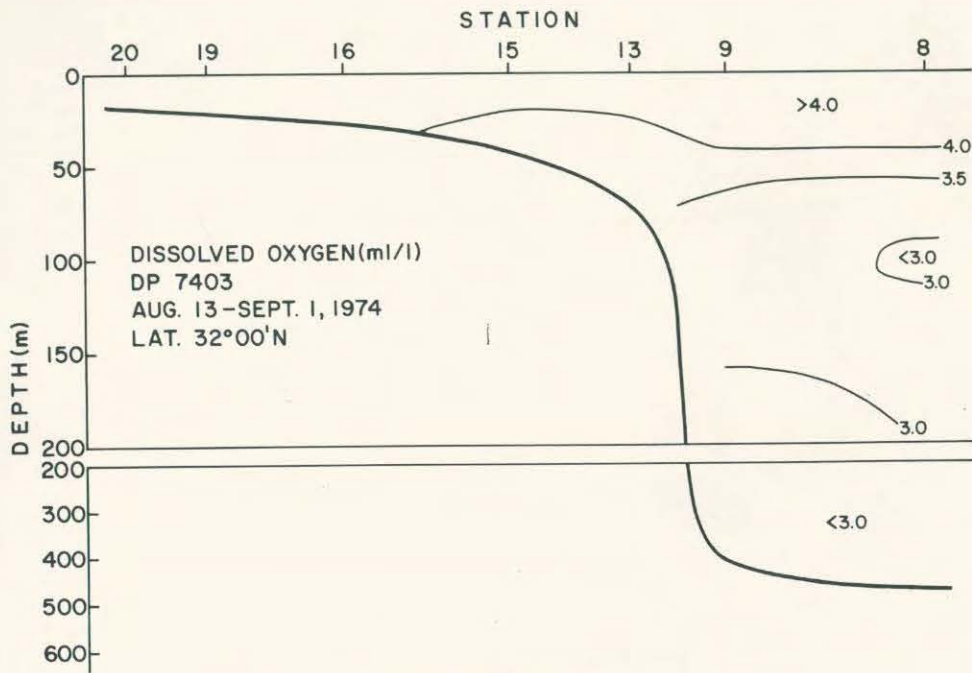 STATION
20 19 16 15 13 9 8
0
>4.0
4.0
50
3.5
DISSOLVED OXYGEN(ml/l)
<3.0
100
DP 7403
3.0
AUG. 13-SEPT. 1, 1974
LAT. 32°00'N
150
DEPTH(m)
3.0
200
200
<3.0
300
400
500
600